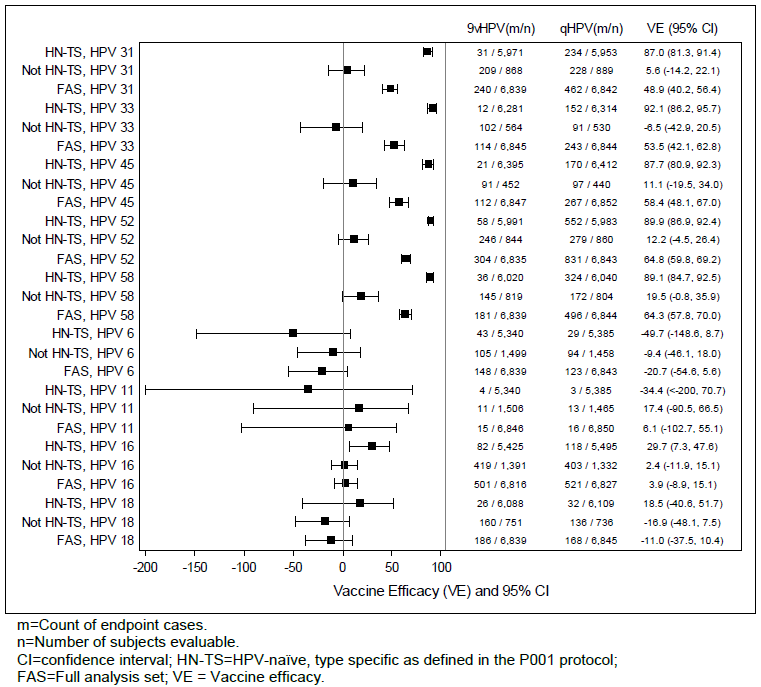 9vHPV(m/n) qHPV(m/n) VE (95% CI)
HN-TS, HPV 31 31 / 5,971 234 / 5,953 87.0 (81.3, 91.4)
Not HN-TS, HPV 31 209 / 868 228 / 889 5.6 (-14.2, 22.1)
FAS, HPV 31 240 / 6,839 462 / 6,842 48.9 (40.2, 56.4)
HN-TS, HPV 33 12 / 6,281 152 / 6,314 92.1 (86.2, 95.7)
Not HN-TS, HPV 33 102 / 564 91 / 530 -6.5 (-42.9, 20.5)
FAS, HPV 33 114 / 6,845 243 / 6,844 53.5 (42.1, 62.8)
HN-TS, HPV 45 21 / 6,395 170 / 6,412 87.7 (80.9, 92.3)
Not HN-TS, HPV 45 91 / 452 97 / 440 11.1 (-19.5, 34.0)
FAS, HPV 45 112 / 6,847 267 / 6,852 58.4 (48.1, 67.0)
HN-TS, HPV 52 58 / 5,991 552 / 5,983 89.9 (86.9, 92.4)
Not HN-TS, HPV 52 246 / 844 279 / 860 12.2 (-4.5, 26.4)
FAS, HPV 52 304 / 6,835 831 / 6,843 64.8 (59.8, 69.2)
HN-TS, HPV 58 36 / 6,020 324 / 6,040 89.1 (84.7, 92.5)
Not HN-TS, HPV 58 145 / 819 172 / 804 19.5 (-0.8, 35.9)
FAS, HPV 58 181 / 6,839 496 / 6,844 64.3 (57.8, 70.0)
HN-TS, HPV 6 43 / 5,340 29 / 5,385 -49.7 (-148.6, 8.7)
Not HN-TS, HPV 6 105 / 1,499 94 / 1,458 -9.4 (-46.1, 18.0)
FAS, HPV 6 148 / 6,839 123 / 6,843 -20.7 (-54.6, 5.6)
HN-TS, HPV 11 4 / 5,340 3 / 5,385 -34.4 (<-200, 70.7)
Not HN-TS, HPV 11 11 / 1,506 13 / 1,465 17.4 (-90.5, 66.5)
FAS, HPV 11 15 / 6,846 16 / 6,850 6.1 (-102.7, 55.1)
HN-TS, HPV 16 82 / 5,425 118 / 5,495 29.7 (7.3, 47.6)
Not HN-TS, HPV 16 419 / 1,391 403 / 1,332 2.4 (-11.9, 15.1)
FAS, HPV 16 501 / 6,816 521 / 6,827 3.9 (-8.9, 15.1)
HN-TS, HPV 18 26 / 6,088 32 / 6,109 18.5 (-40.6, 51.7)
Not HN-TS, HPV 18 160 / 751 136 / 736 -16.9 (-48.1, 7.5)
FAS, HPV 18 186 / 6,839 168 / 6,845 -11.0 (-37.5, 10.4)
-200 -150 -100 -50 0 50 100
Vaccine Efficacy (VE) and 95% CI
m=Count of endpoint cases.
n=Number of subjects evaluable.
CI=confidence interval; HN-TS=HPV-naïve, type specific as defined in the P001 protocol;
FAS=Full analysis set; VE = Vaccine efficacy.